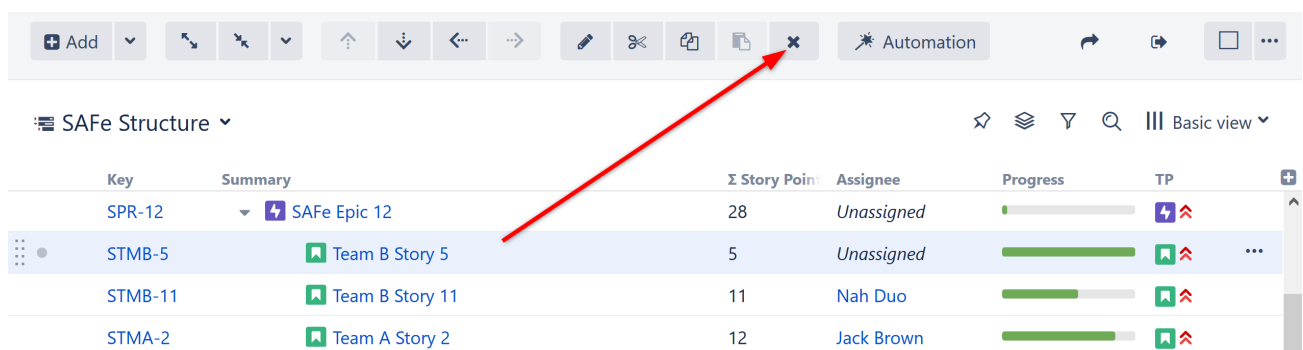 Add Automation
SAFe Structure Basic view
Key Summary Σ Story Point Assignee Progress TP
SPR-12 SAFe Epic 12 28 Unassigned
STMB-5 Team B Story 5 5 Unassigned
STMB-11 Team B Story 11 11 Nah Duo
STMA-2 Team A Story 2 12 Jack Brown